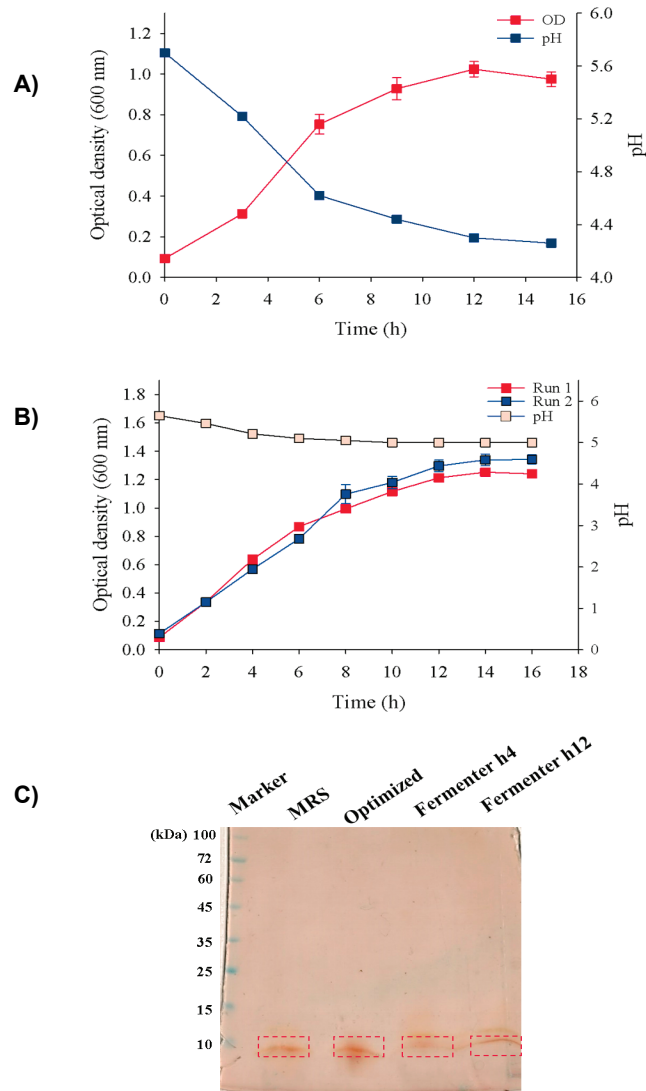 A)
OD
pH
Optical density (600 nm)
1.2
1.0
0.8
0.6
0.4
0.2
0.0
6.0
5.6
5.2
4.8
4.4
4.0
pH
0 2 4 6 8 10 12 14 16
Time (h)
B)
Run 1
Run 2
pH
Optical density (600 nm)
1.8
1.6
1.4
1.2
1.0
0.8
0.6
0.4
0.2
0.0
6
5
4
3
2
1
0
pH
0 2 4 6 8 10 12 14 16 18
Time (h)
C)
Marker
MRS
Optimized
Fermenter h4
Fermenter h12
(kDa) 100
72
60
45
35
25
15
10